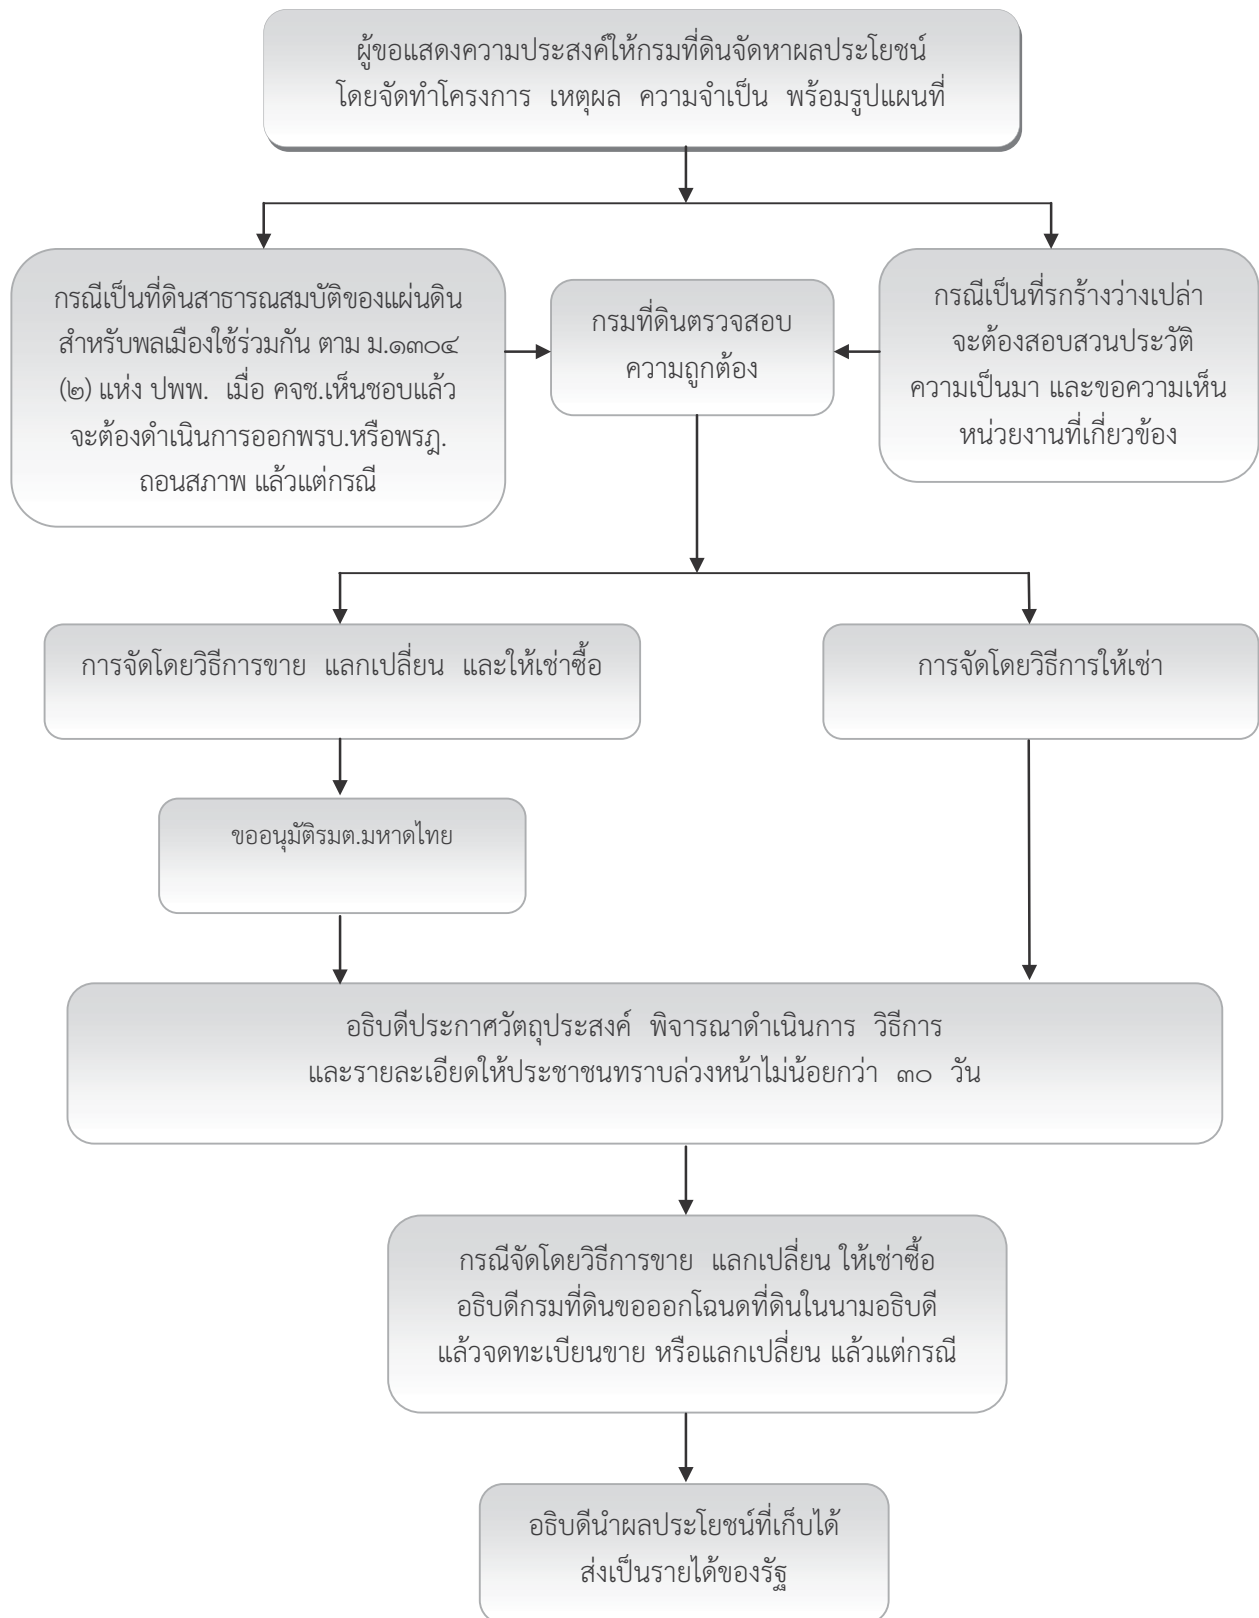 ผู้ขอแสดงความประสงค์ให้กรมที่ดินจัดหาผลประโยชน์
โดยจัดทำโครงการ เหตุผล ความจำเป็น พร้อมรูปแผนที่
กรณีเป็นที่ดินสาธารณสมบัติของแผ่นดิน
สำหรับพลเมืองใช้ร่วมกัน ตาม ม.๑๓๐๔
(๒) แห่ง ปพพ. เมื่อ คจช.เห็นชอบแล้ว
จะต้องดำเนินการออกพรบ.หรือพรฎ.
ถอนสภาพ แล้วแต่กรณี
กรมที่ดินตรวจสอบ
ความถูกต้อง
กรณีเป็นที่รกร้างว่างเปล่า
จะต้องสอบสวนประวัติ
ความเป็นมา และขอความเห็น
หน่วยงานที่เกี่ยวข้อง
การจัดโดยวิธีการขาย แลกเปลี่ยน และให้เช่าซื้อ
การจัดโดยวิธีการให้เช่า
ขออนุมัติรมต.มหาดไทย
อธิบดีประกาศวัตถุประสงค์ พิจารณาดำเนินการ วิธีการ
และรายละเอียดให้ประชาชนทราบล่วงหน้าไม่น้อยกว่า ๓๐ วัน
กรณีจัดโดยวิธีการขาย แลกเปลี่ยน ให้เช่าซื้อ
อธิบดีกรมที่ดินขอออกโฉนดที่ดินในนามอธิบดี
แล้วจดทะเบียนขาย หรือแลกเปลี่ยน แล้วแต่กรณี
อธิบดีนำผลประโยชน์ที่เก็บได้
ส่งเป็นรายได้ของรัฐ